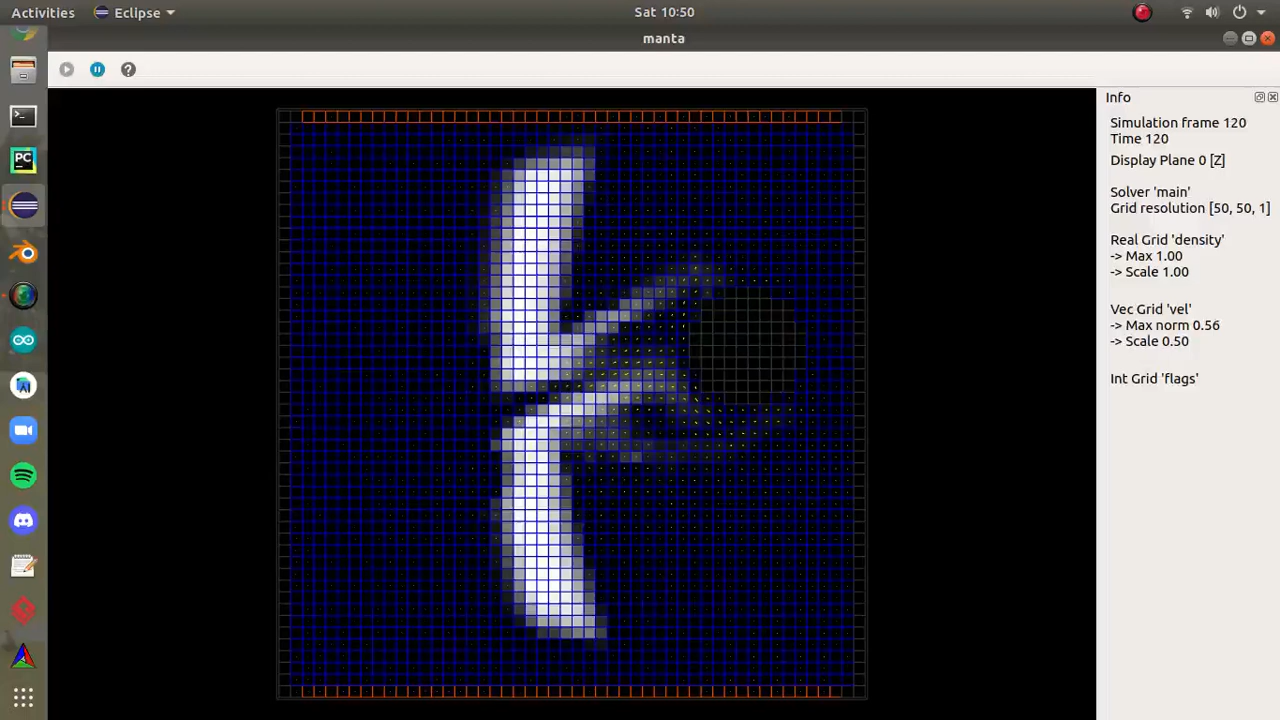 Activities
Eclipse
Sat 10:50
manta
Info
Simulation frame 120
Time 120
Display Plane 0 [Z]
Solver 'main'
Grid resolution [50, 50, 1]
Real Grid 'density'
-> Max 1.00
-> Scale 1.00
Vec Grid 'vel'
-> Max norm 0.56
-> Scale 0.50
Int Grid 'flags'
PC